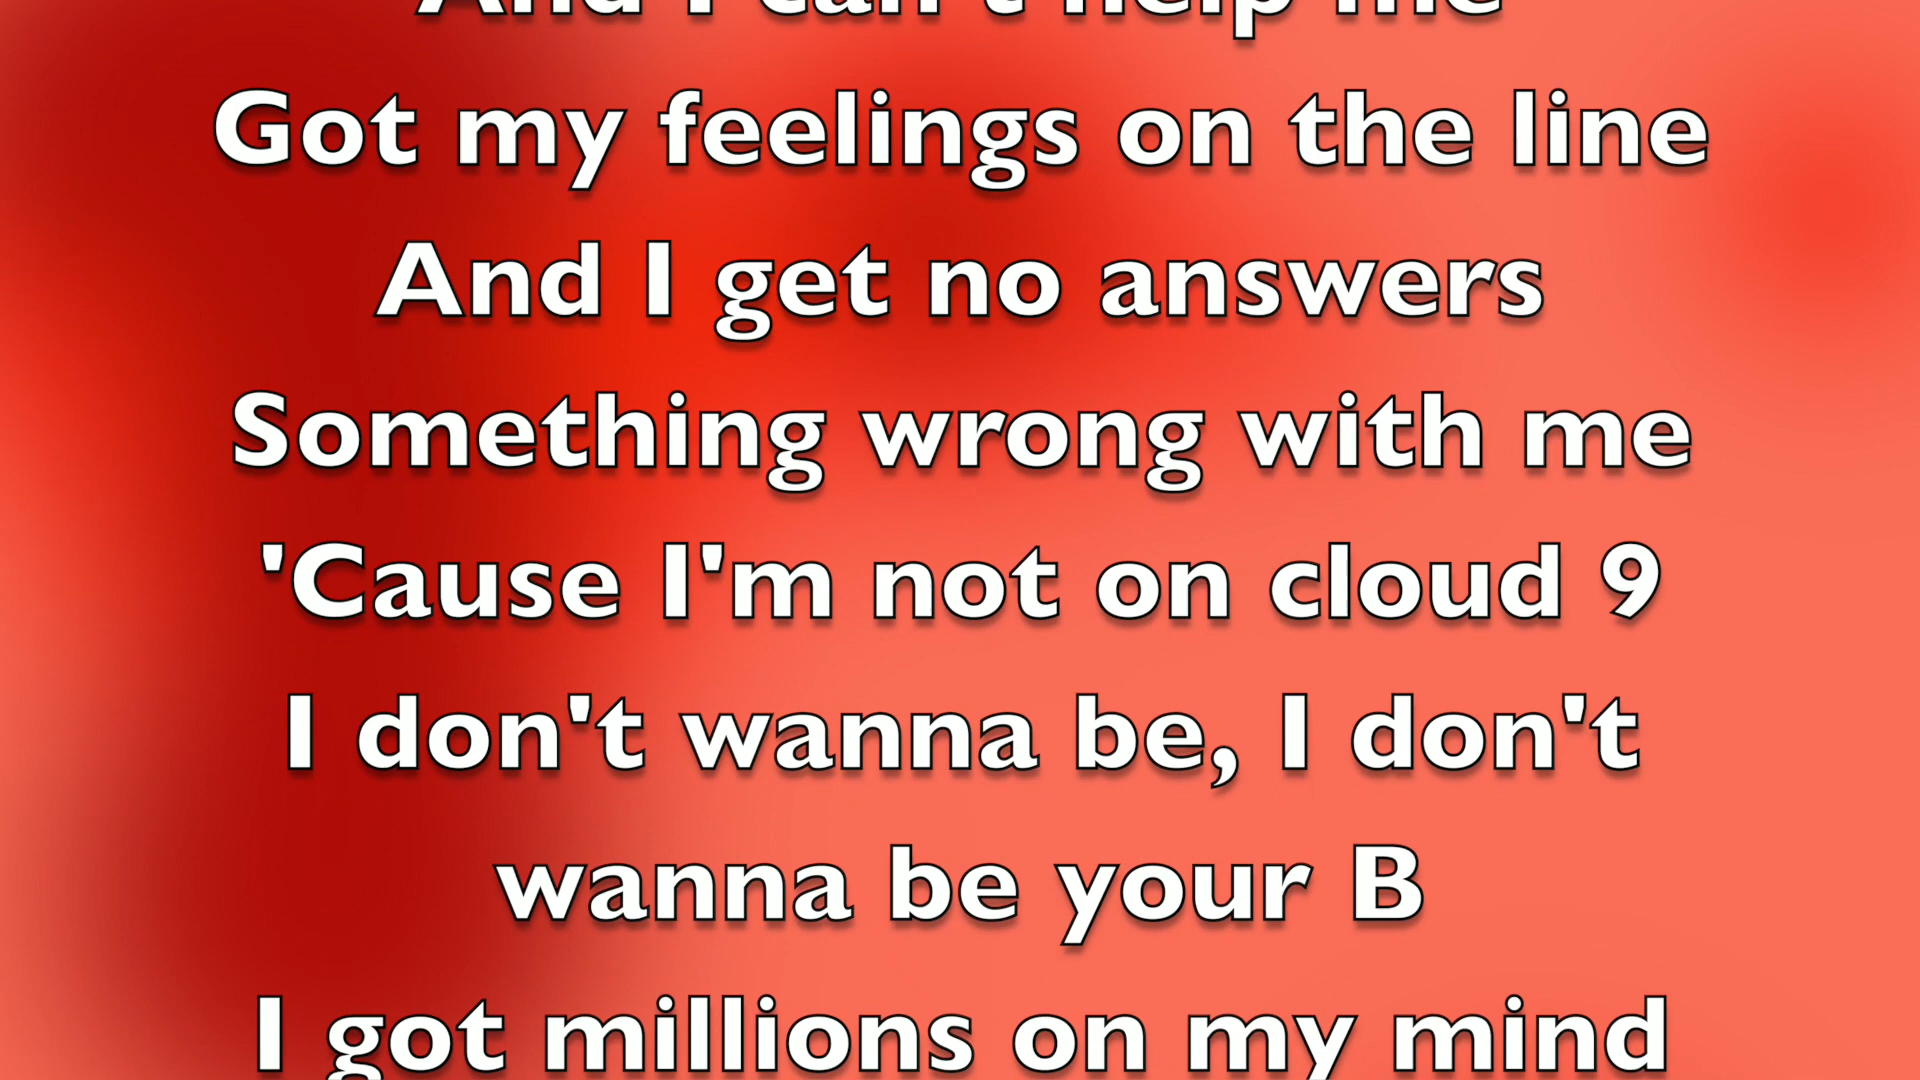 And I can't help me
Got my feelings on the line
And I get no answers
Something wrong with me
'Cause I'm not on cloud 9
I don't wanna be, I don't
wanna be your B
I got millions on my mind